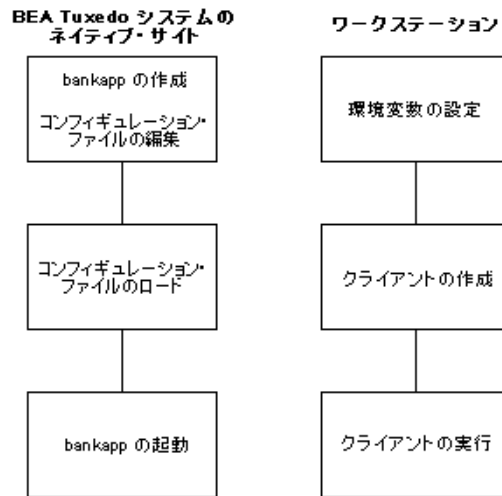 BEA Tuxedo システムの
ネイティブ・サイト
bankapp の作成
コンフィギュレーション・
ファイルの編集
コンフィギュレーション・
ファイルのロード
bankapp の起動
ワークステーション
環境変数の設定
クライアントの作成
クライアントの実行